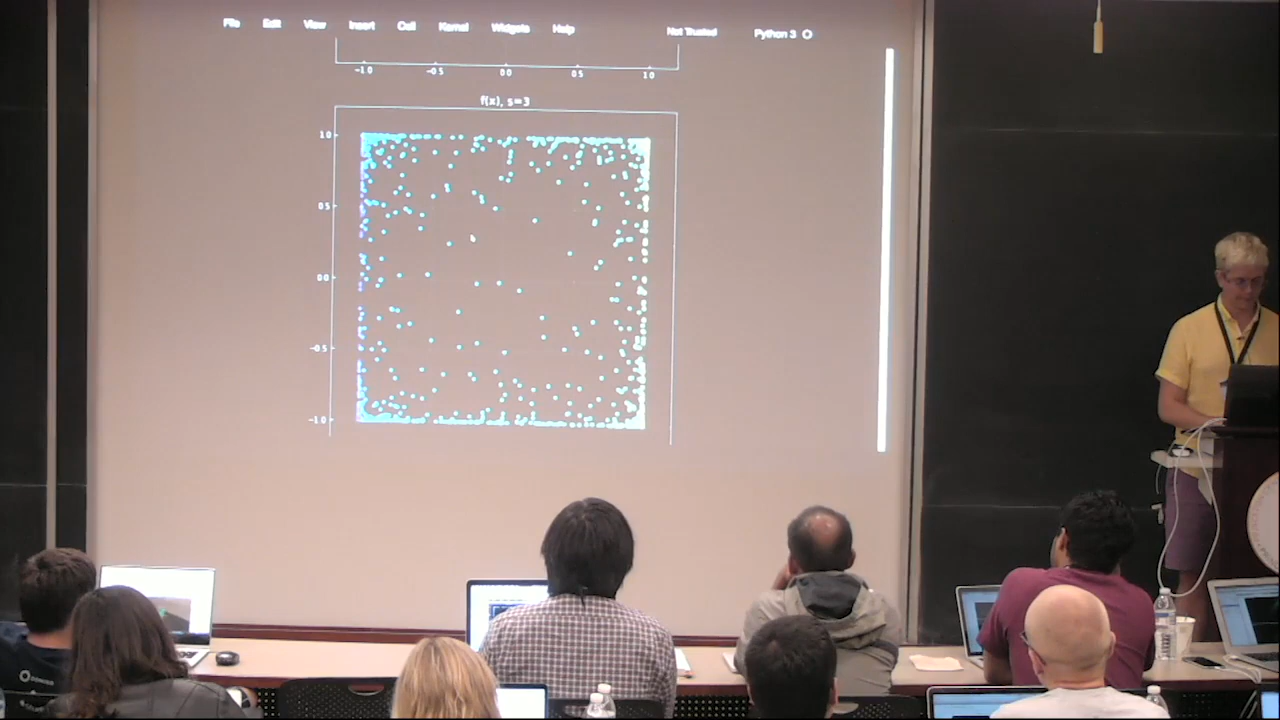 File Edit View Insert Cell Kernel Widgets Help Not Trusted Python 3
-1.0 -0.5 0.0 0.5 1.0
f(x), s=3
1.0
0.5
0.0
-0.5
-1.0